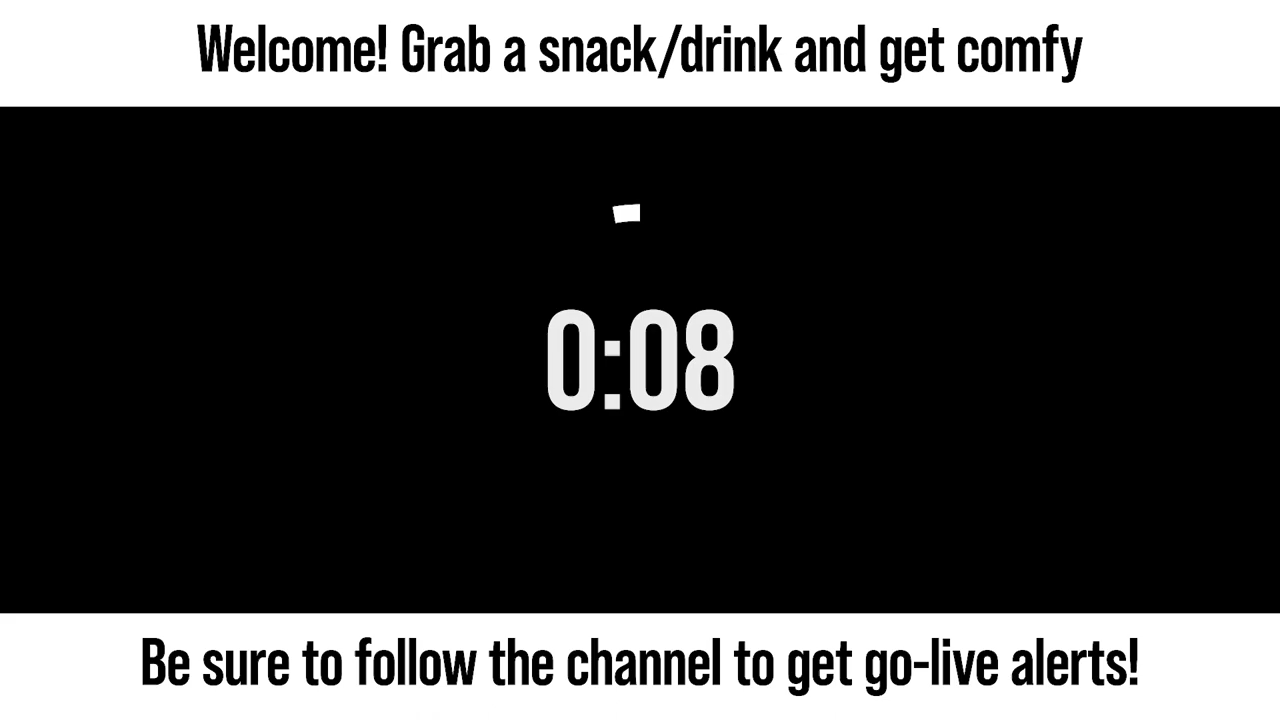 Welcome! Grab a snack/drink and get comfy
0:08
Be sure to follow the channel to get go-live alerts!